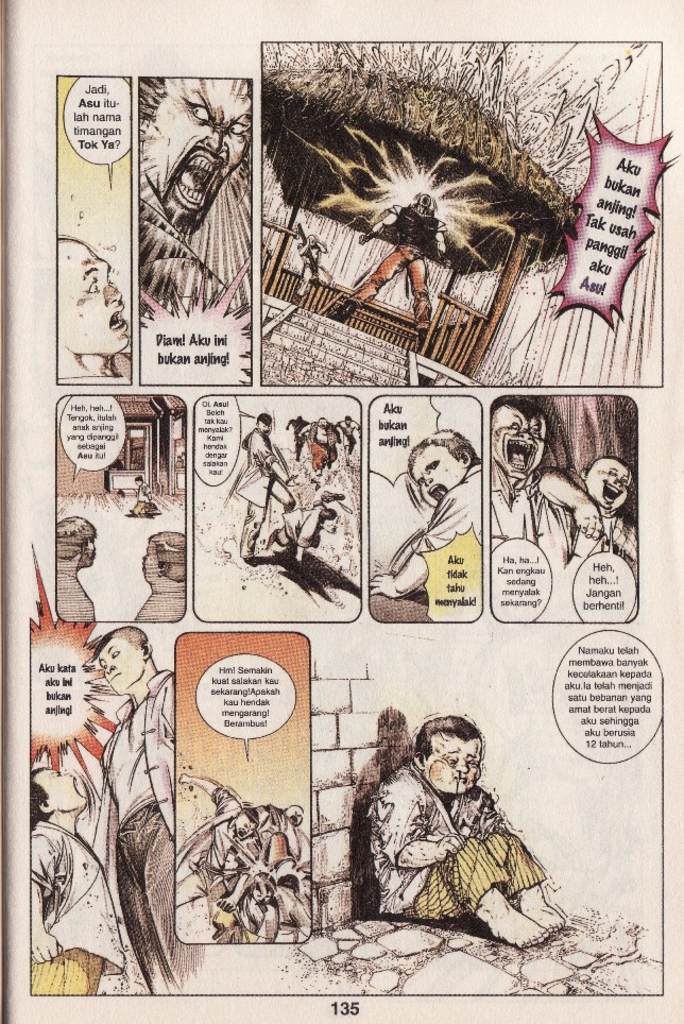 Jadi,
Asu itu-
lah nama
timangan
Tok Ya?
Diam! Aku ini
bukan anjing!
Aku
bukan
anjing!
Tak usah
panggil
aku
Asu!
Heh, heh...!
Tengok, itulah
anak anjing
yang dipanggil
sebagai
Asu itu!
Oi, Asu!
Boleh
tak kau
menyalak?
Kami
hendak
dengar
salakan
kau!
Aku
bukan
anjing!
Aku
tidak
tahu
menyalak!
Ha, ha...!
Kan engkau
sedang
menyalak
sekarang?
Heh,
heh...!
Jangan
berhenti!
Aku kata
aku ini
bukan
anjing!
Hm! Semakin
kuat salakan kau
sekarang!Apakah
kau hendak
mengarang!
Berambus!
Namaku telah
membawa banyak
kecelakaan kepada
aku.Ia telah menjadi
satu bebanan yang
amat berat kepada
aku sehingga
aku berusia
12 tahun...
135